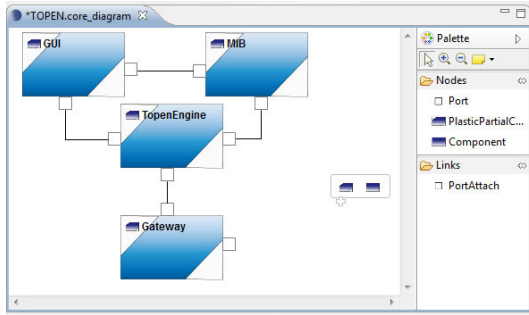 *TOPEN.core_diagram
GUI
MIB
TopenEngine
Gateway
Palette
Nodes
Port
PlasticPartialC...
Component
Links
PortAttach